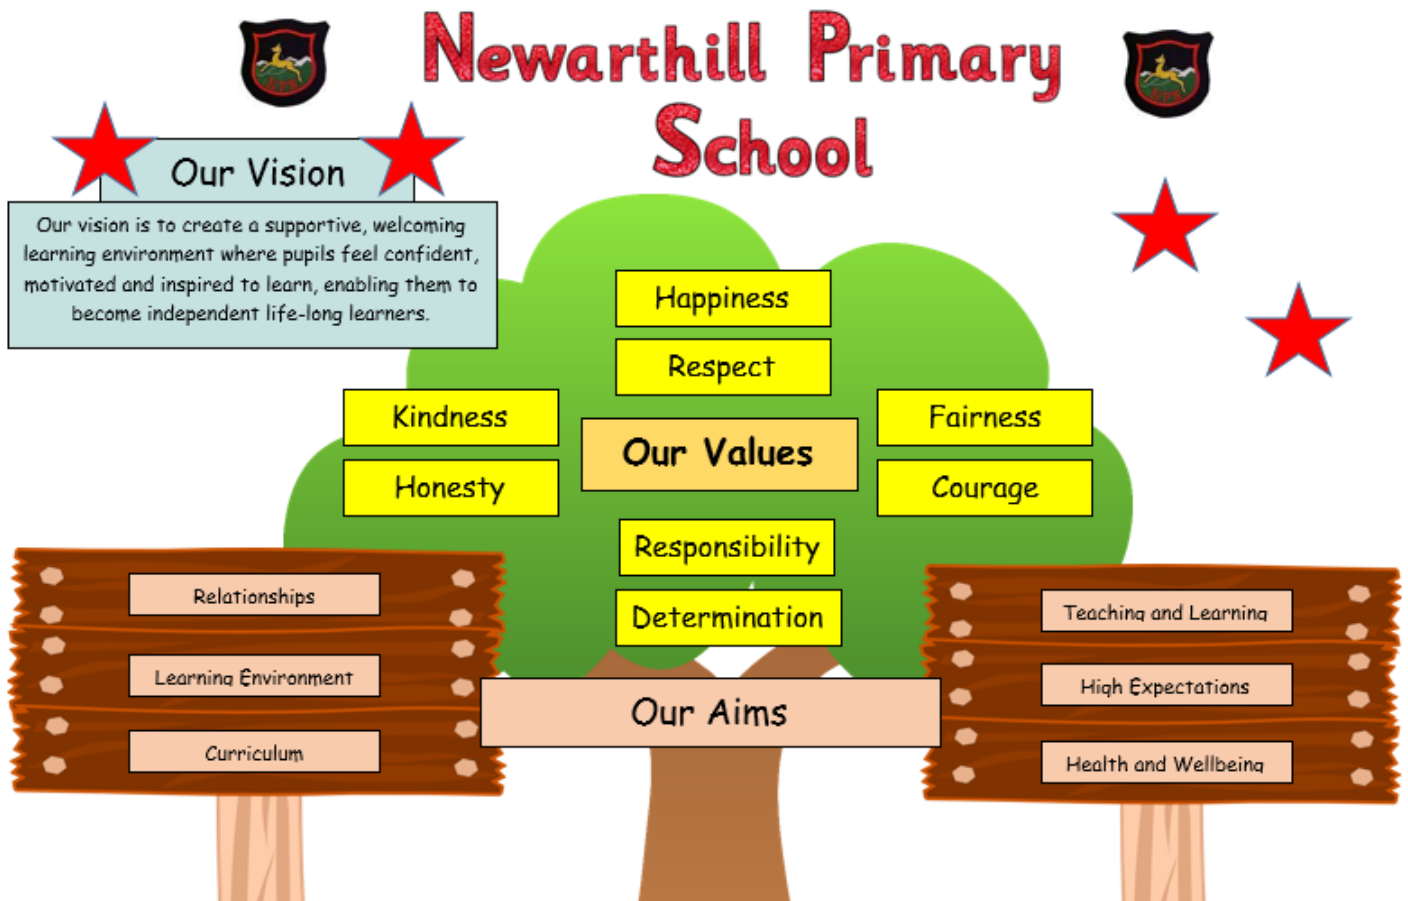 Newarthill Primary
School
Our Vision
Our vision is to create a supportive, welcoming
learning environment where pupils feel confident,
motivated and inspired to learn, enabling them to
become independent life-long learners.
Happiness
Respect
Kindness
Honesty
Our Values
Fairness
Courage
Responsibility
Determination
Our Aims
Relationships
Learning Environment
Curriculum
Teaching and Learning
High Expectations
Health and Wellbeing